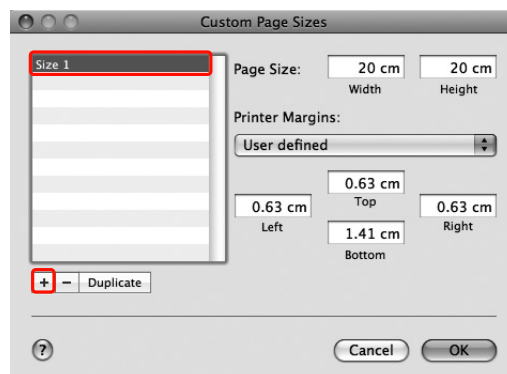 Custom Page Sizes
Size 1
Page Size:
20 cm
20 cm
Width
Height
Printer Margins:
User defined
0.63 cm
Top
0.63 cm
Left
0.63 cm
Right
1.41 cm
Bottom
+ − Duplicate
?
Cancel
OK